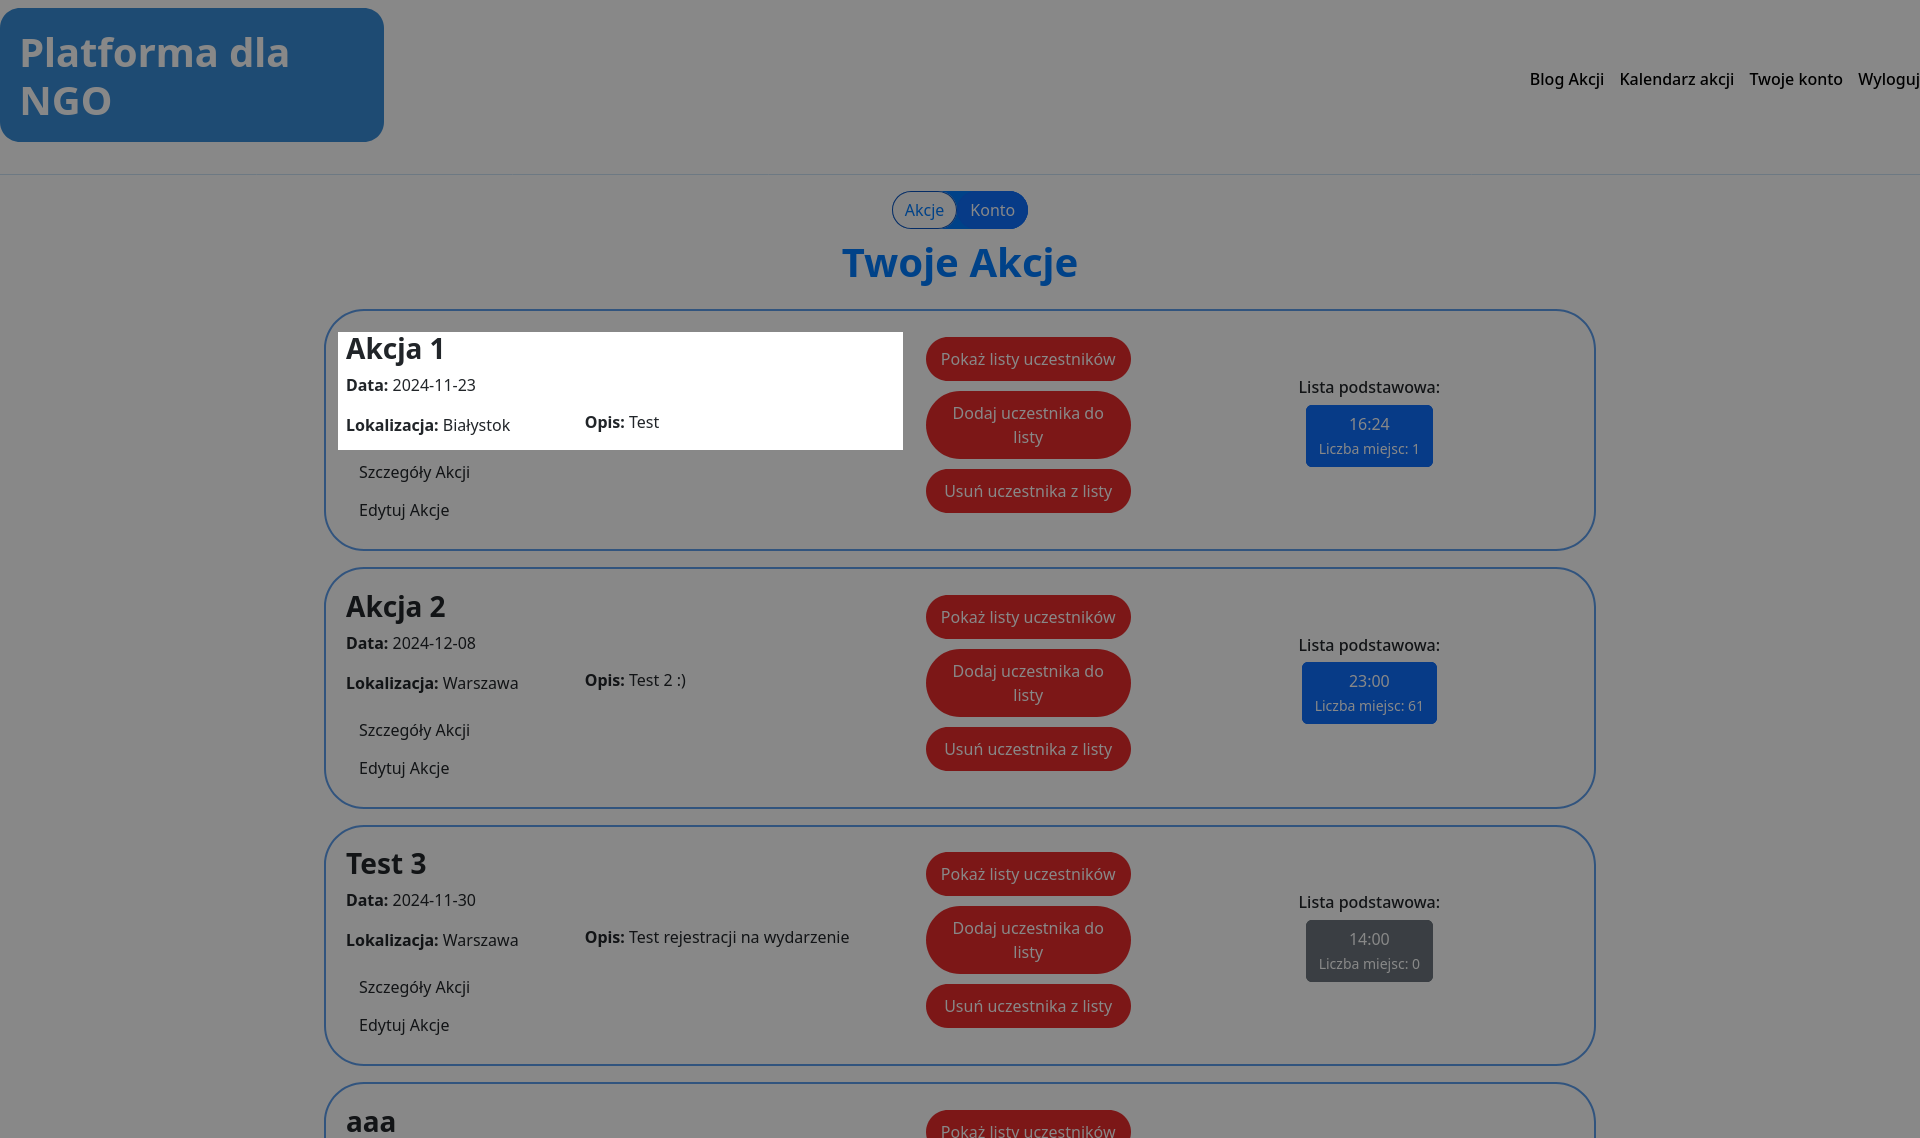 Platforma dla
NGO
Blog Akcji Kalendarz akcji Twoje konto Wyloguj
Akcje Konto
Twoje Akcje
Akcja 1
Data: 2024-11-23
Lokalizacja: Białystok
Opis: Test
Szczegóły Akcji
Edytuj Akcje
Pokaż listy uczestników
Dodaj uczestnika do
listy
Usuń uczestnika z listy
Lista podstawowa:
16:24
Liczba miejsc: 1
Akcja 2
Data: 2024-12-08
Lokalizacja: Warszawa
Opis: Test 2 :)
Szczegóły Akcji
Edytuj Akcje
Pokaż listy uczestników
Dodaj uczestnika do
listy
Usuń uczestnika z listy
Lista podstawowa:
23:00
Liczba miejsc: 61
Test 3
Data: 2024-11-30
Lokalizacja: Warszawa
Opis: Test rejestracji na wydarzenie
Szczegóły Akcji
Edytuj Akcje
Pokaż listy uczestników
Dodaj uczestnika do
listy
Usuń uczestnika z listy
Lista podstawowa:
14:00
Liczba miejsc: 0
aaa
Pokaż listy uczestników